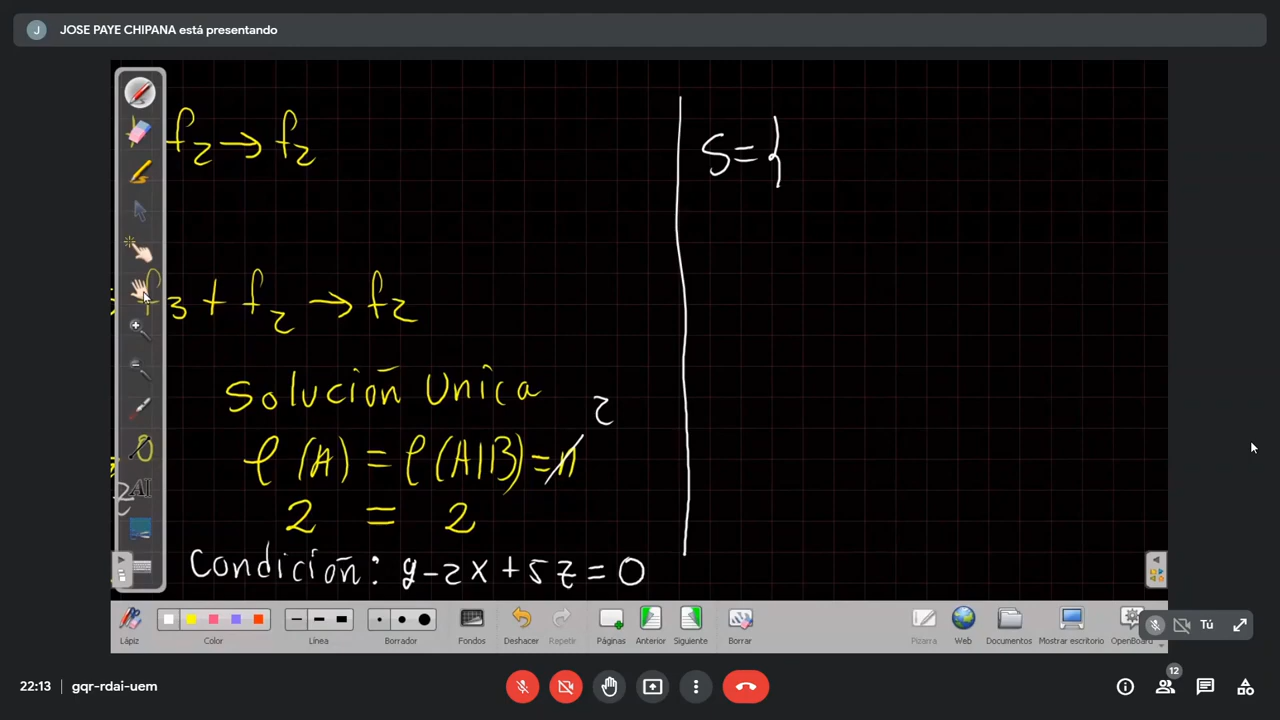 J JOSE PAYE CHIPANA está presentando
f₂ → f₂
S = {
f₃ + f₂ → f₂
Solución Unica
2
ρ(A) = ρ(A|B) = n
2 = 2
Condición: y - 2x + 5z = 0
Lápiz Color Línea Borrador Fondos Deshacer Repetir Páginas Anterior Siguiente Borrar Pizarra Web Documentos Mostrar escritorio OpenBoard
Tú
22:13 gqr-rdai-uem
12